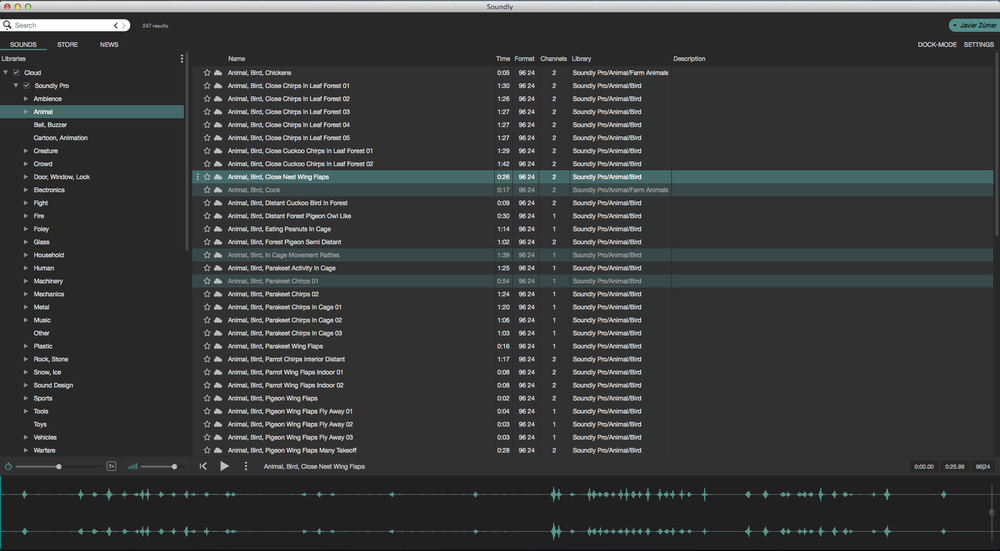 Soundly
Search
247 results
Javier Zúmer
SOUNDS STORE NEWS
DOCK-MODE SETTINGS
Libraries
Cloud
Soundly Pro
Ambience
Animal
Bell, Buzzer
Cartoon, Animation
Creature
Crowd
Door, Window, Lock
Electronics
Fight
Fire
Foley
Glass
Household
Human
Machinery
Mechanics
Metal
Music
Other
Plastic
Rock, Stone
Snow, Ice
Sound Design
Sports
Tools
Toys
Vehicles
Warfare
Name Time Format Channels Library Description
Animal, Bird, Chickens 0:05 96 24 2 Soundly Pro/Animal/Farm Animals
Animal, Bird, Close Chirps In Leaf Forest 01 1:30 96 24 2 Soundly Pro/Animal/Bird
Animal, Bird, Close Chirps In Leaf Forest 02 1:26 96 24 2 Soundly Pro/Animal/Bird
Animal, Bird, Close Chirps In Leaf Forest 03 1:27 96 24 2 Soundly Pro/Animal/Bird
Animal, Bird, Close Chirps In Leaf Forest 04 1:27 96 24 2 Soundly Pro/Animal/Bird
Animal, Bird, Close Chirps In Leaf Forest 05 1:27 96 24 2 Soundly Pro/Animal/Bird
Animal, Bird, Close Cuckoo Chirps In Leaf Forest 01 1:29 96 24 2 Soundly Pro/Animal/Bird
Animal, Bird, Close Cuckoo Chirps In Leaf Forest 02 1:42 96 24 2 Soundly Pro/Animal/Bird
Animal, Bird, Close Nest Wing Flaps 0:26 96 24 2 Soundly Pro/Animal/Bird
Animal, Bird, Cock 0:17 96 24 2 Soundly Pro/Animal/Farm Animals
Animal, Bird, Distant Cuckoo Bird In Forest 0:09 96 24 2 Soundly Pro/Animal/Bird
Animal, Bird, Distant Forest Pigeon Owl Like 0:30 96 24 1 Soundly Pro/Animal/Bird
Animal, Bird, Eating Peanuts In Cage 1:14 96 24 1 Soundly Pro/Animal/Bird
Animal, Bird, Forest Pigeon Semi Distant 1:02 96 24 2 Soundly Pro/Animal/Bird
Animal, Bird, In Cage Movement Rattles 1:39 96 24 1 Soundly Pro/Animal/Bird
Animal, Bird, Parakeet Activity In Cage 1:25 96 24 1 Soundly Pro/Animal/Bird
Animal, Bird, Parakeet Chirps 01 0:54 96 24 1 Soundly Pro/Animal/Bird
Animal, Bird, Parakeet Chirps 02 1:24 96 24 1 Soundly Pro/Animal/Bird
Animal, Bird, Parakeet Chirps In Cage 01 1:20 96 24 1 Soundly Pro/Animal/Bird
Animal, Bird, Parakeet Chirps In Cage 02 1:06 96 24 1 Soundly Pro/Animal/Bird
Animal, Bird, Parakeet Chirps In Cage 03 1:03 96 24 1 Soundly Pro/Animal/Bird
Animal, Bird, Parakeet Wing Flaps 0:16 96 24 1 Soundly Pro/Animal/Bird
Animal, Bird, Parrot Chirps Interior Distant 1:17 96 24 2 Soundly Pro/Animal/Bird
Animal, Bird, Parrot Wing Flaps Indoor 01 0:08 96 24 2 Soundly Pro/Animal/Bird
Animal, Bird, Parrot Wing Flaps Indoor 02 0:08 96 24 2 Soundly Pro/Animal/Bird
Animal, Bird, Pigeon Wing Flaps 0:02 96 24 2 Soundly Pro/Animal/Bird
Animal, Bird, Pigeon Wing Flaps Fly Away 01 0:04 96 24 1 Soundly Pro/Animal/Bird
Animal, Bird, Pigeon Wing Flaps Fly Away 02 0:03 96 24 1 Soundly Pro/Animal/Bird
Animal, Bird, Pigeon Wing Flaps Fly Away 03 0:03 96 24 1 Soundly Pro/Animal/Bird
Animal, Bird, Pigeon Wing Flaps Many Takeoff 0:28 96 24 1 Soundly Pro/Animal/Bird
2x
Animal, Bird, Close Nest Wing Flaps
0:00.00 0:25.99 96|24